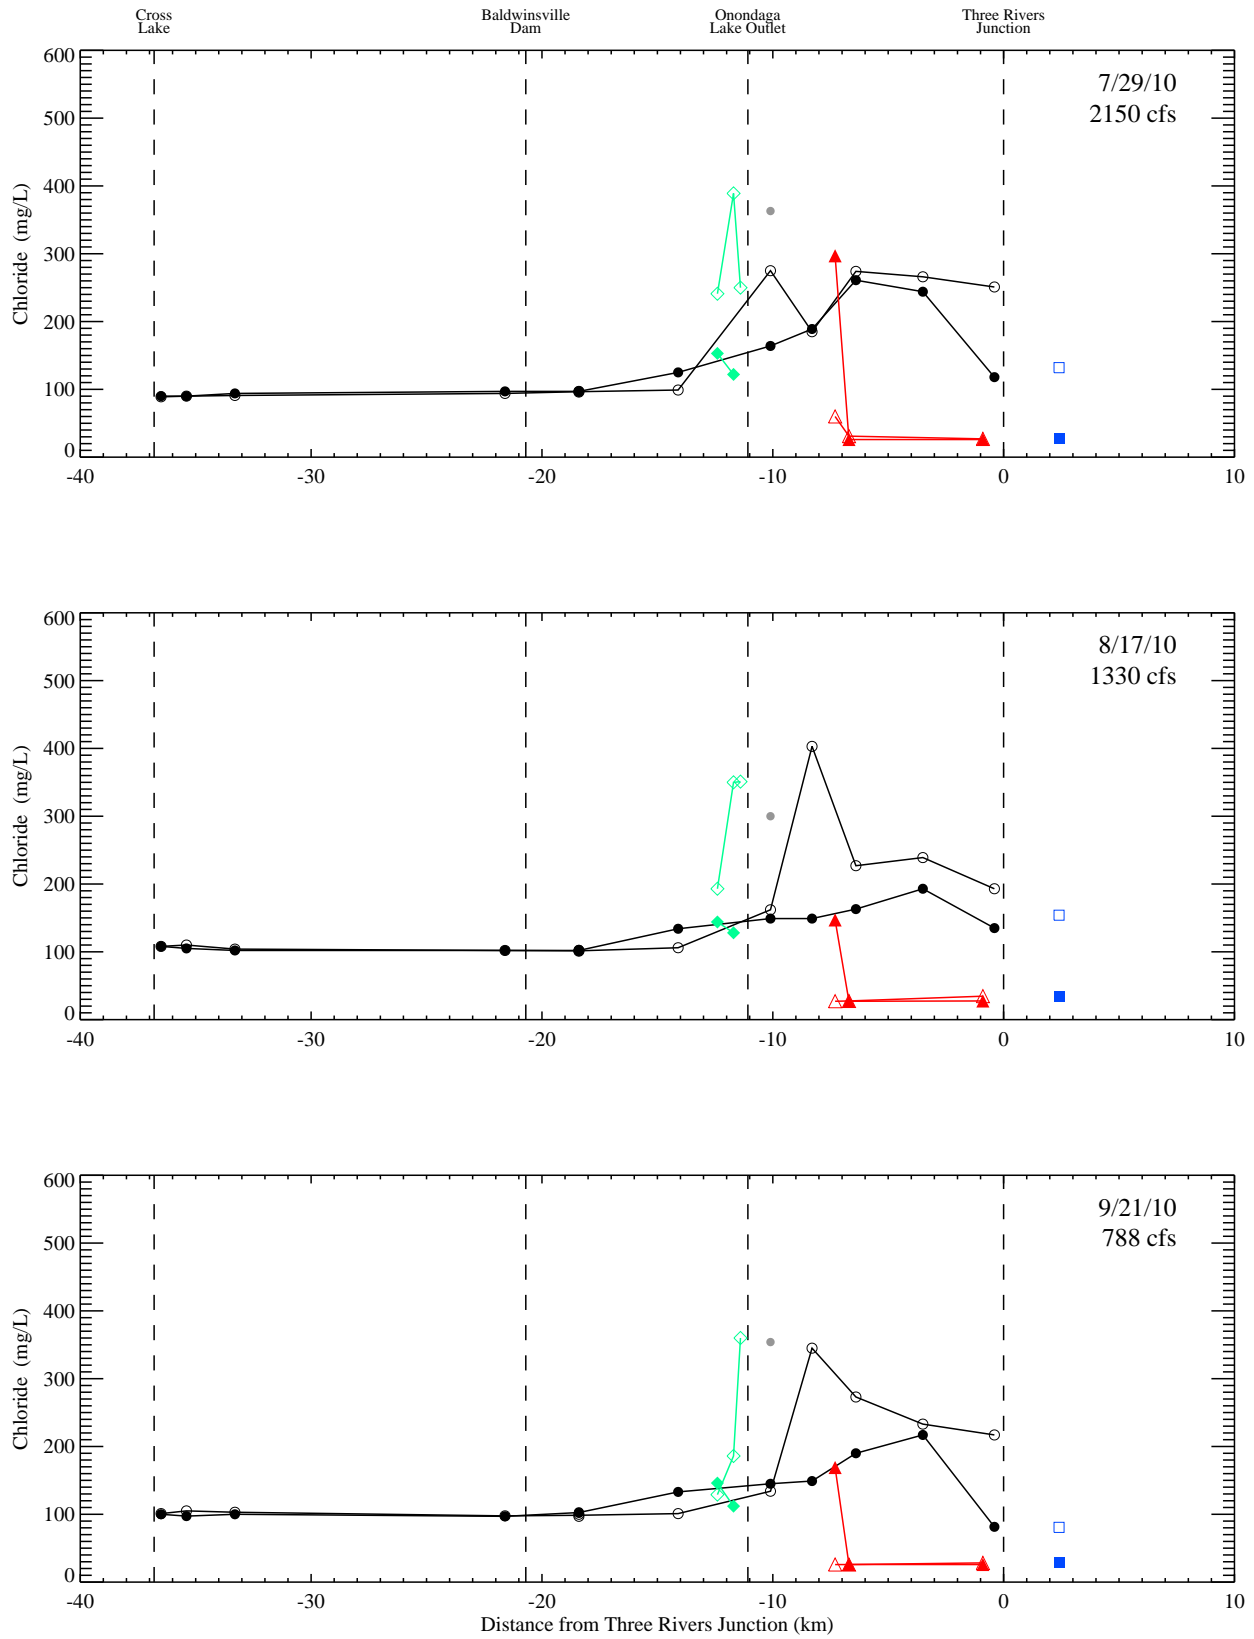 Cross Lake
Baldwinsville Dam
Onondaga Lake Outlet
Three Rivers Junction
600
500
400
300
200
100
0
Chloride (mg/L)
7/29/10
2150 cfs
-40 -30 -20 -10 0 10
600
500
400
300
200
100
0
Chloride (mg/L)
8/17/10
1330 cfs
-40 -30 -20 -10 0 10
600
500
400
300
200
100
0
Chloride (mg/L)
9/21/10
788 cfs
-40 -30 -20 -10 0 10
Distance from Three Rivers Junction (km)